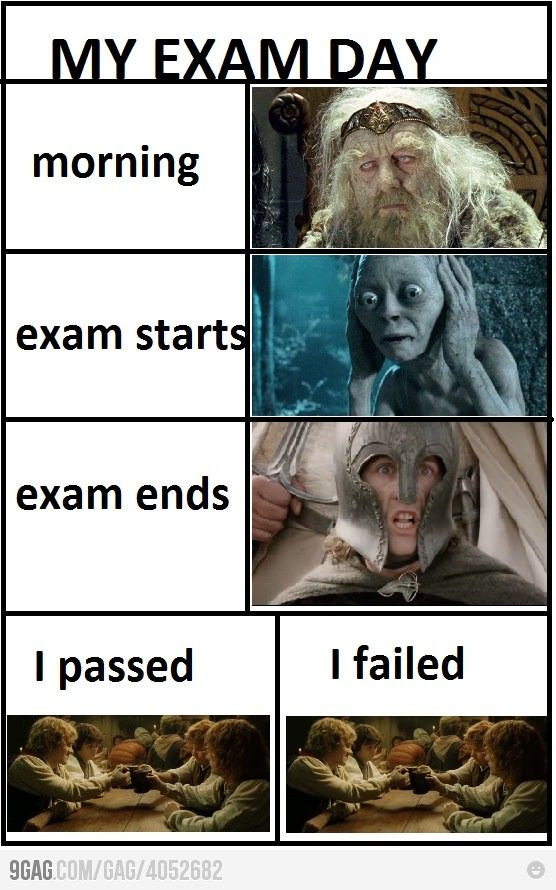 MY EXAM DAY
morning
exam starts
exam ends
I passed
I failed
9GAG.COM/GAG/4052682